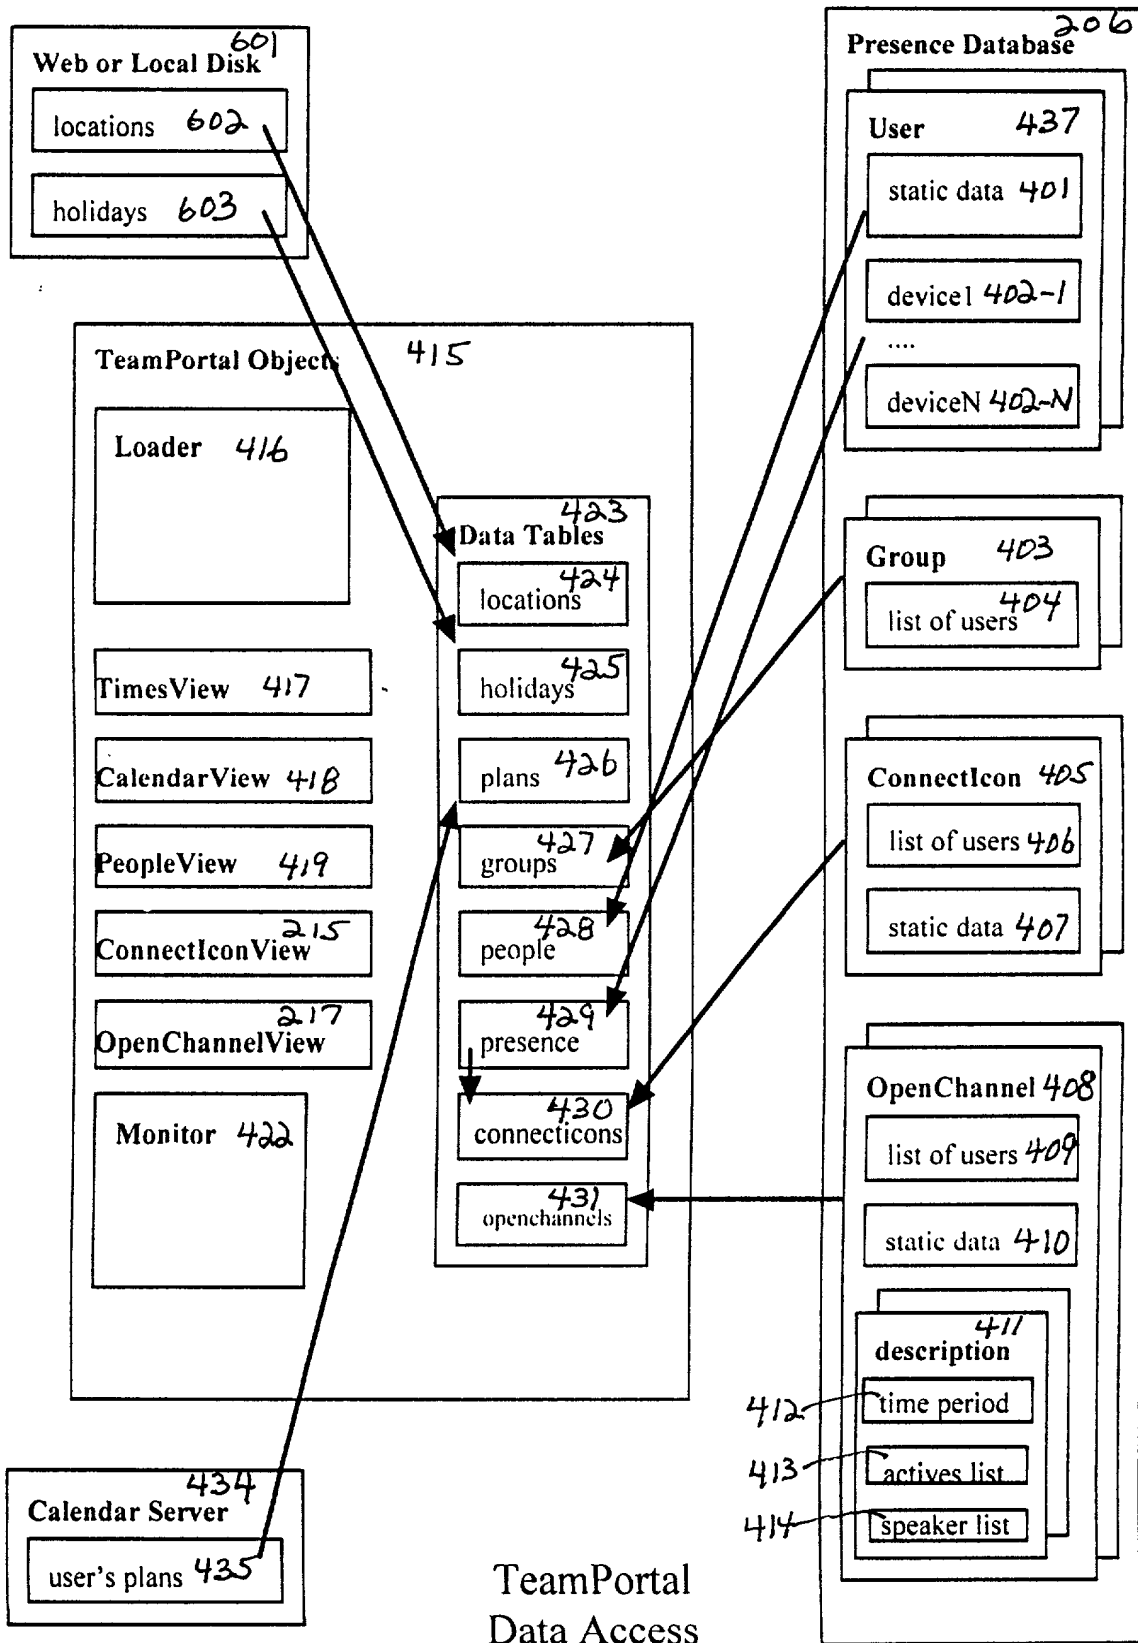 601
Web or Local Disk
locations 602
holidays 603
TeamPortal Objects 415
Loader 416
TimesView 417
CalendarView 418
PeopleView 419
215
ConnectIconView
217
OpenChannelView
Monitor 422
423
Data Tables
424
locations
425
holidays
plans 426
427
groups
428
people
429
presence
430
connecticons
431
openchannels
434
Calendar Server
user's plans 435
206
Presence Database
User 437
static data 401
device1 402-1
....
deviceN 402-N
Group 403
404
list of users
ConnectIcon 405
list of users 406
static data 407
OpenChannel 408
list of users 409
static data 410
411
description
412 time period
413 actives list
414 speaker list
TeamPortal
Data Access